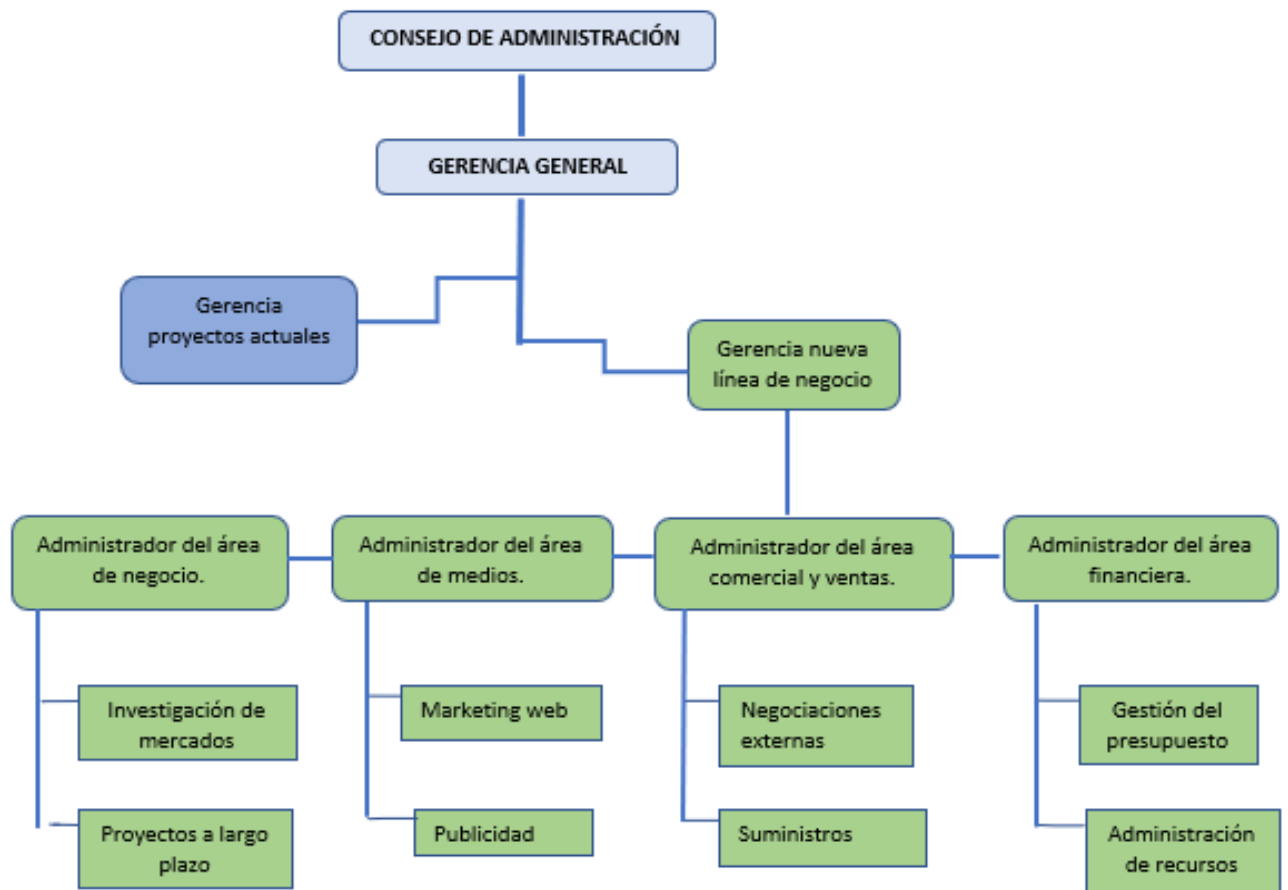 CONSEJO DE ADMINISTRACIÓN
GERENCIA GENERAL
Gerencia
proyectos actuales
Gerencia nueva
línea de negocio
Administrador del área
de negocio.
Administrador del área
de medios.
Administrador del área
comercial y ventas.
Administrador del área
financiera.
Investigación de
mercados
Marketing web
Negociaciones
externas
Gestión del
presupuesto
Proyectos a largo
plazo
Publicidad
Suministros
Administración
de recursos